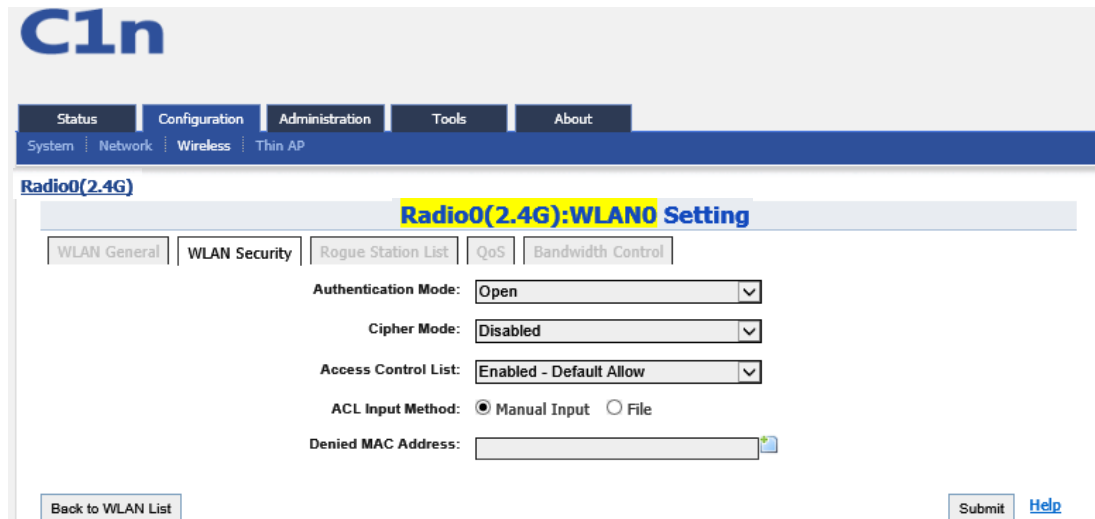 C1n
Status Configuration Administration Tools About
System Network Wireless Thin AP
Radio0(2.4G)
Radio0(2.4G):WLAN0 Setting
WLAN General WLAN Security Rogue Station List QoS Bandwidth Control
Authentication Mode: Open
Cipher Mode: Disabled
Access Control List: Enabled - Default Allow
ACL Input Method: Manual Input File
Denied MAC Address:
Back to WLAN List Submit Help